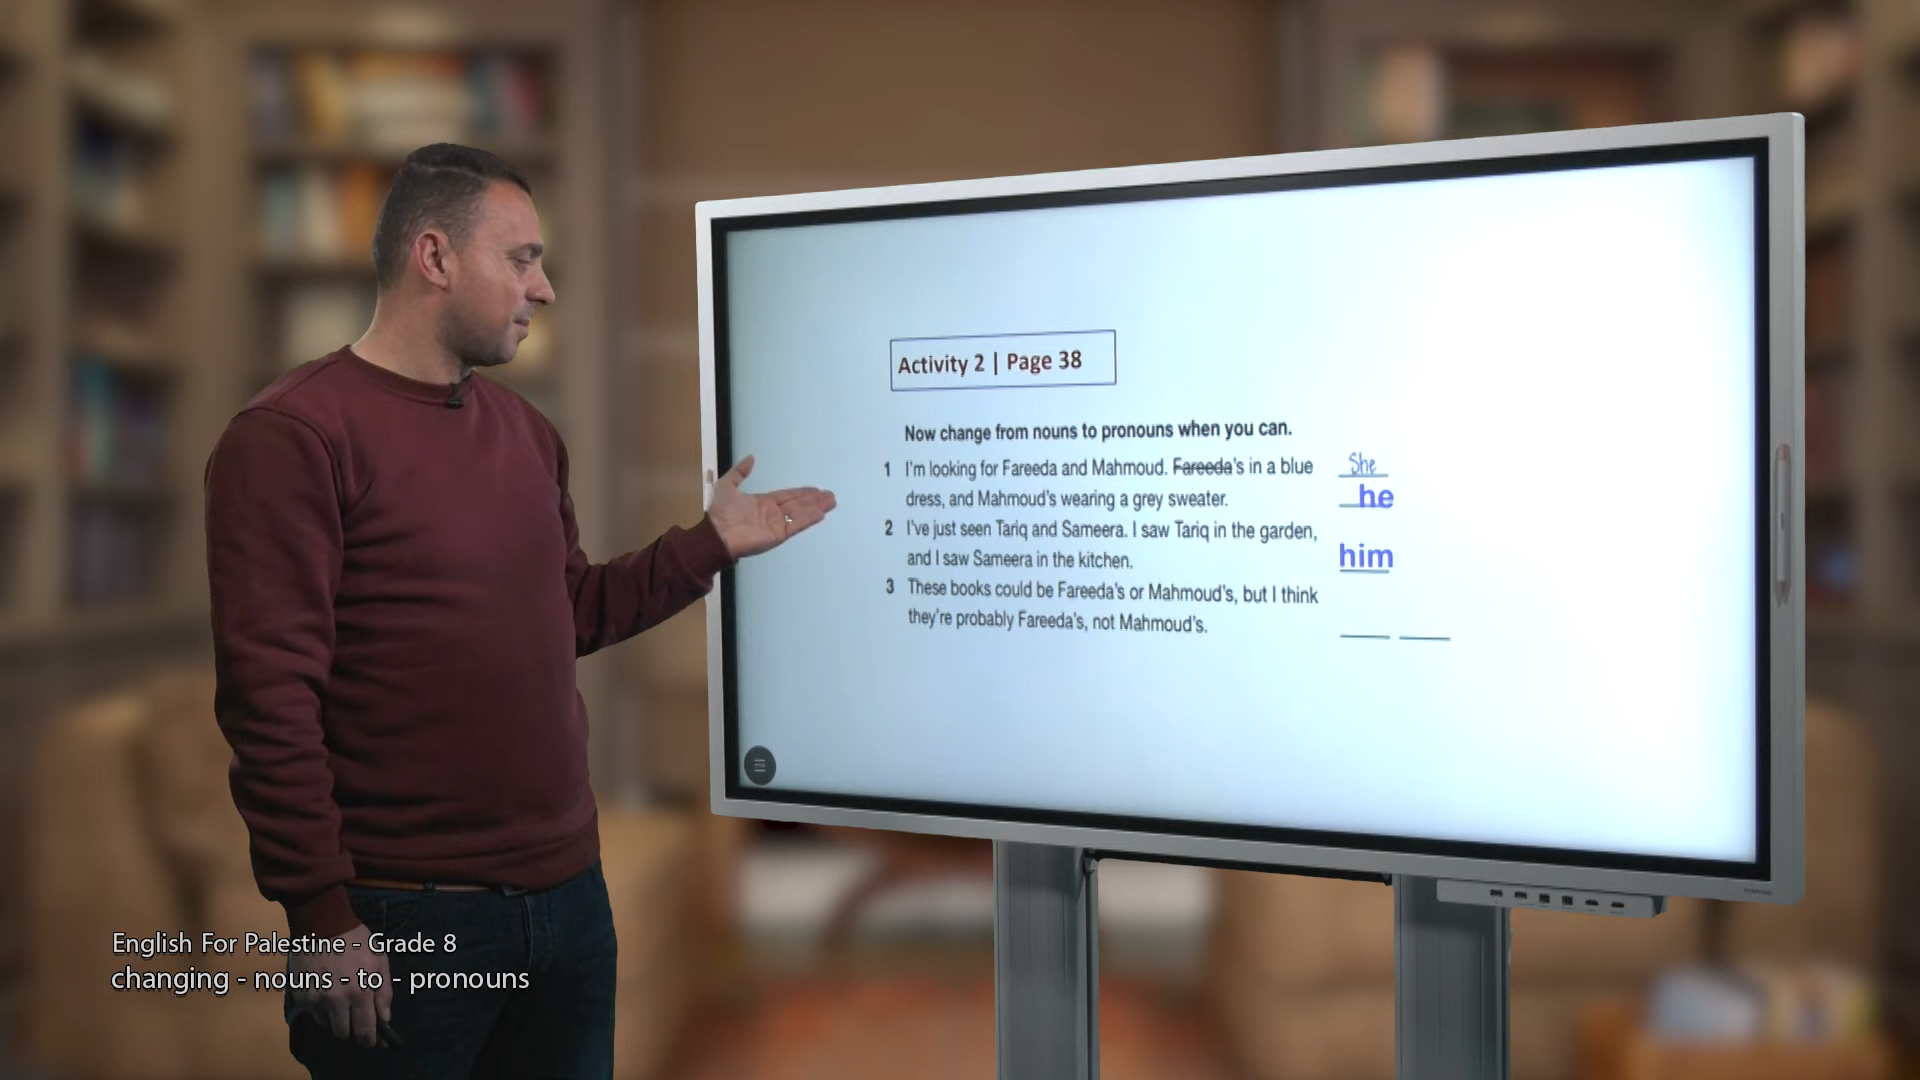 Activity 2 | Page 38
Now change from nouns to pronouns when you can.
1 I'm looking for Fareeda and Mahmoud. Fareeda's in a blue She
dress, and Mahmoud's wearing a grey sweater. he
2 I've just seen Tariq and Sameera. I saw Tariq in the garden,
and I saw Sameera in the kitchen. him
3 These books could be Fareeda's or Mahmoud's, but I think
they're probably Fareeda's, not Mahmoud's.
English For Palestine - Grade 8
changing - nouns - to - pronouns